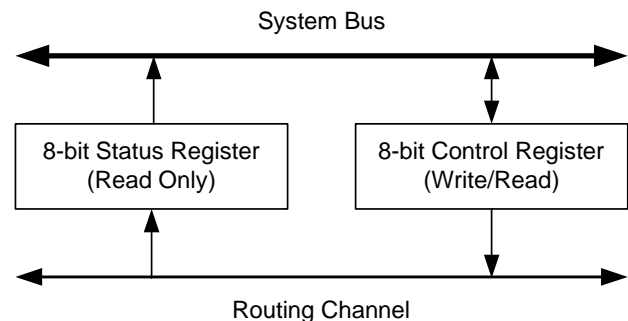 System Bus
8-bit Status Register
(Read Only)
8-bit Control Register
(Write/Read)
Routing Channel